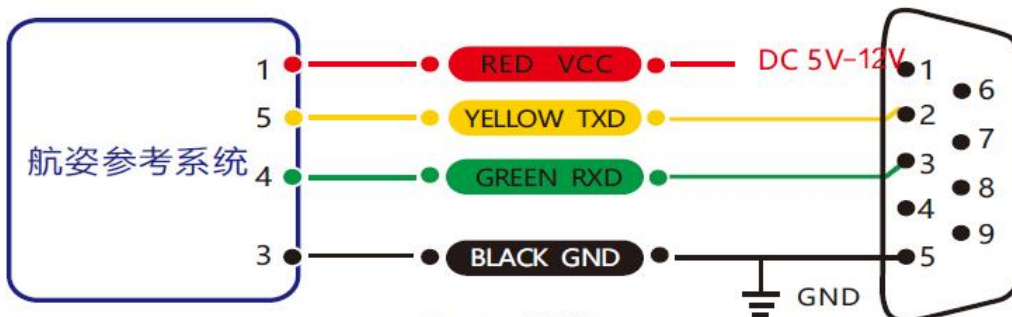 1 RED VCC DC 5V-12V 1
6
5 YELLOW TXD 2
7
航姿参考系统 4 GREEN RXD 3
8
4
9
3 BLACK GND 5
GND